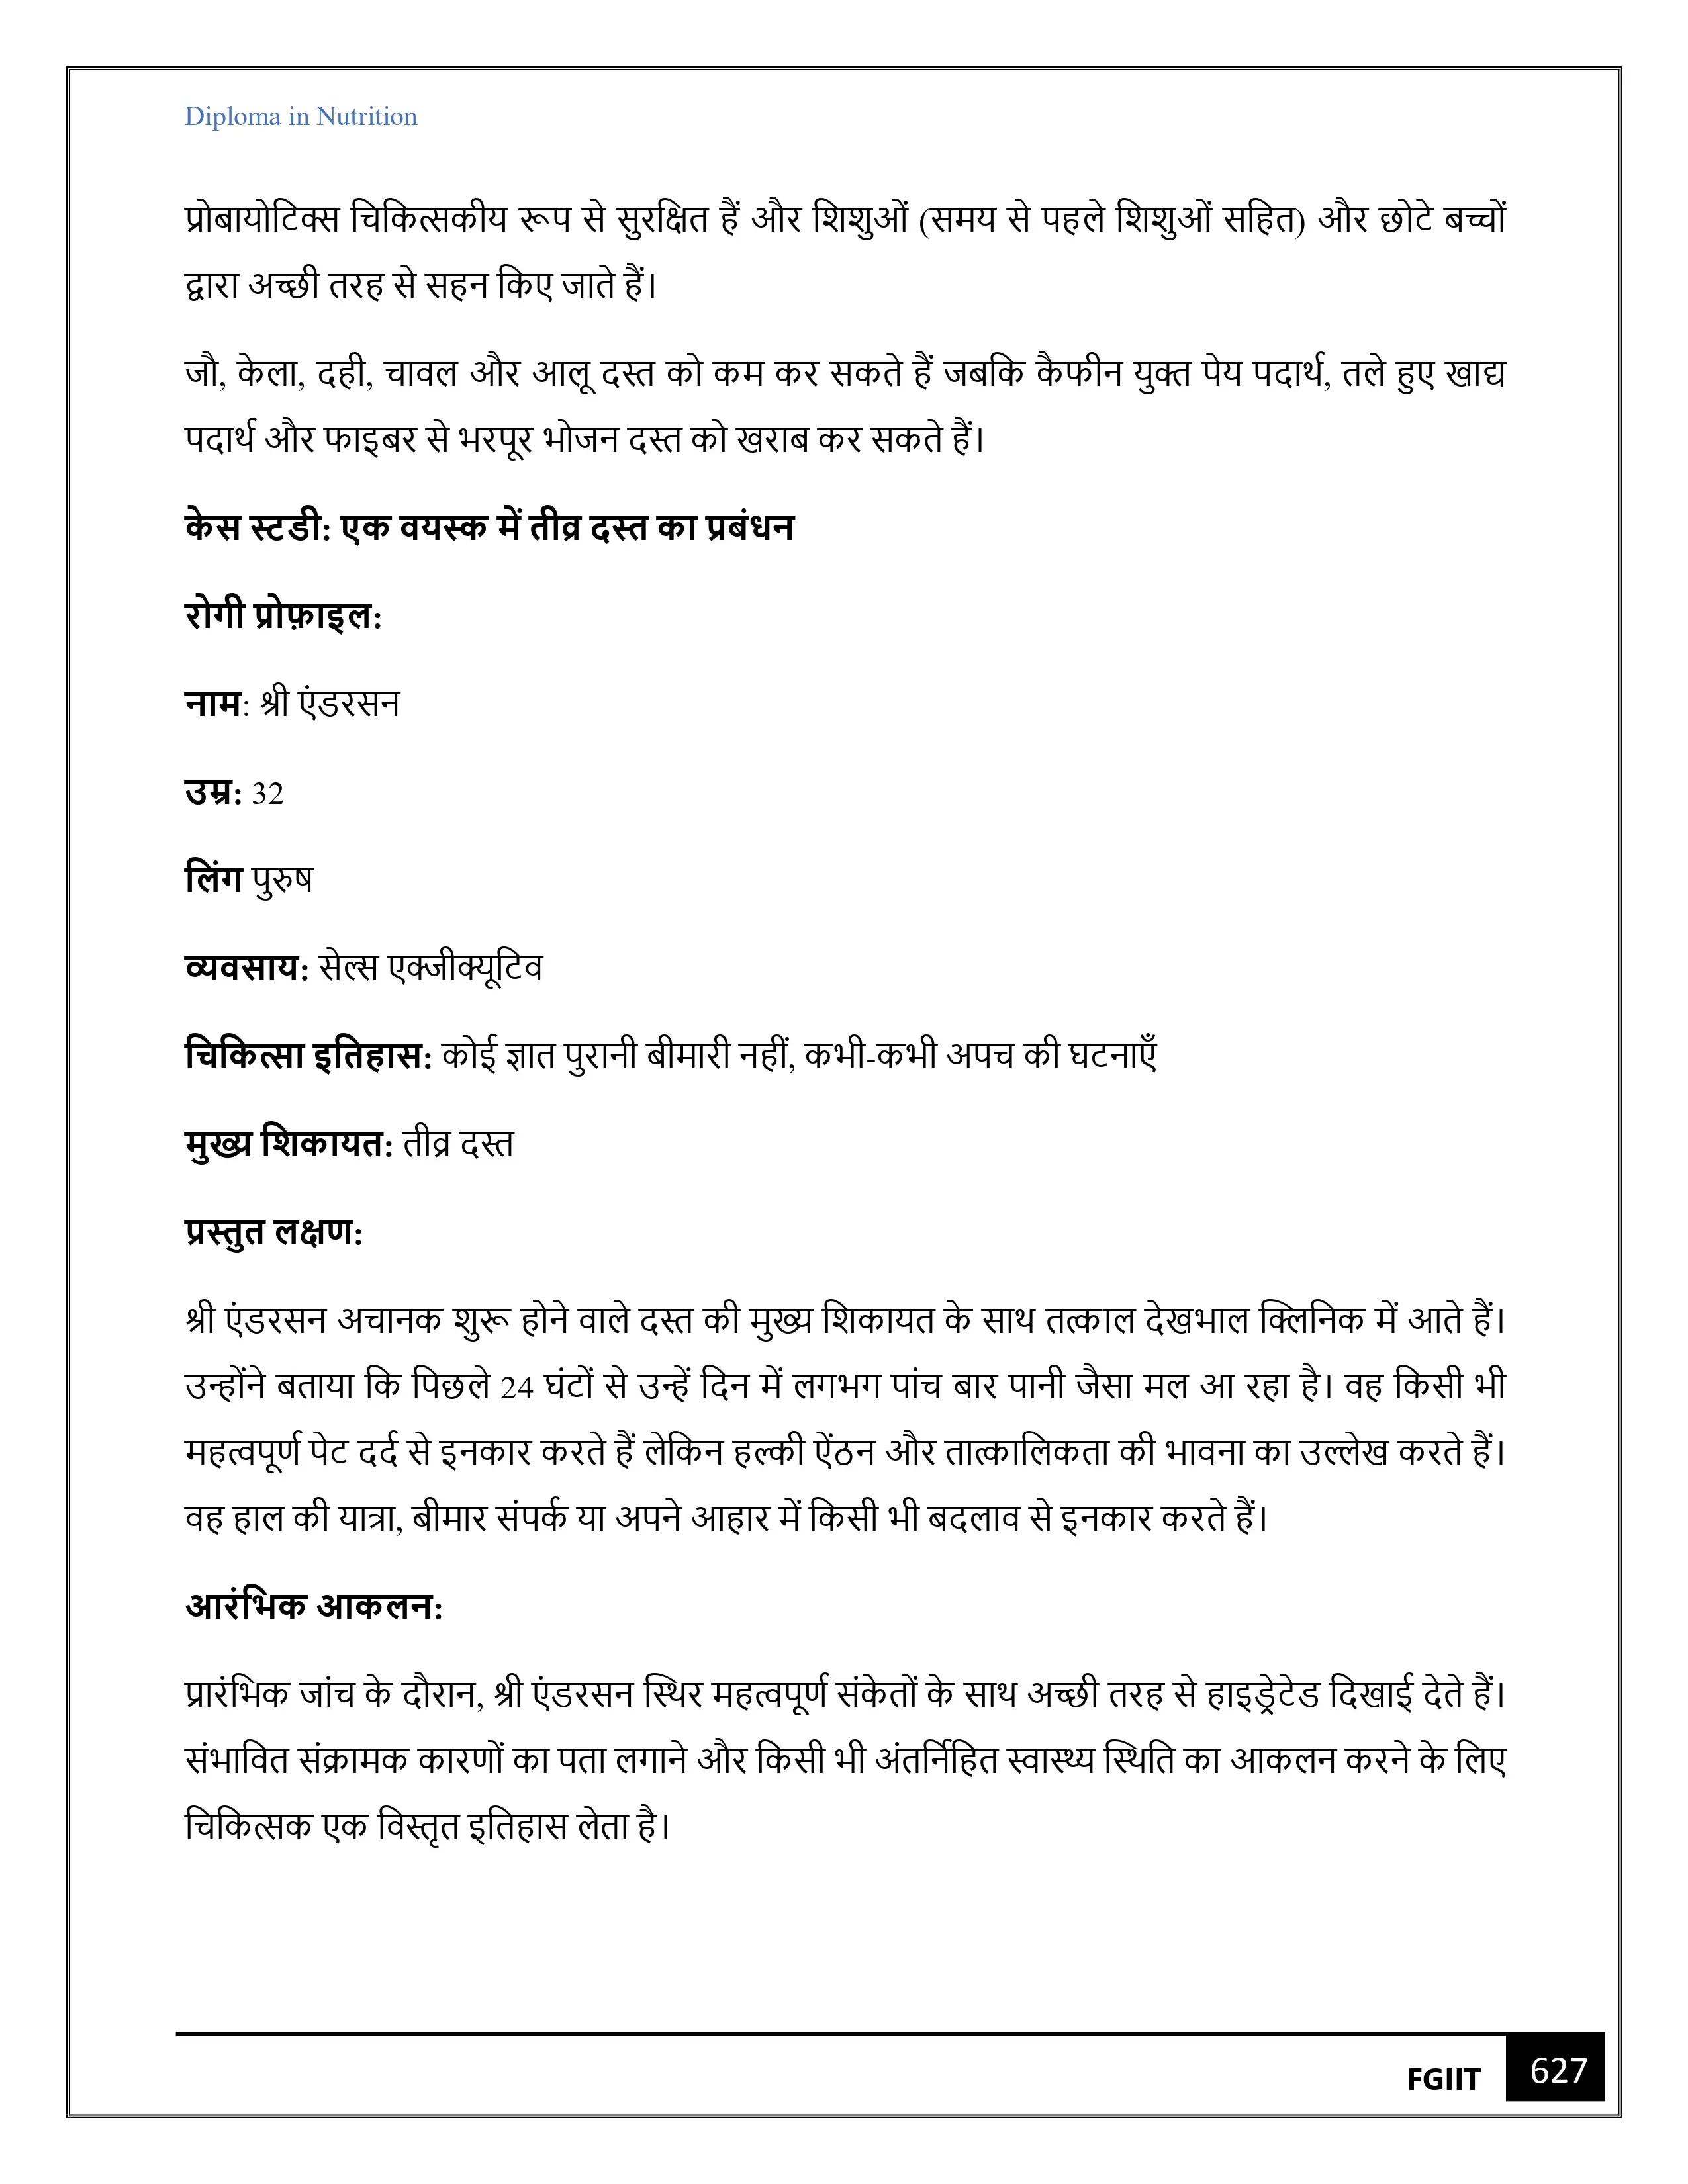 Diploma in Nutrition
प्रोबायोटिक्स चिकित्सकीय रूप से सुरक्षित हैं और शिशुओं (समय से पहले शिशुओं सहित) और छोटे बच्चों
द्वारा अच्छी तरह से सहन किए जाते हैं।
जौ, केला, दही, चावल और आलू दस्त को कम कर सकते हैं जबकि कैफीन युक्त पेय पदार्थ, तले हुए खाद्य
पदार्थ और फाइबर से भरपूर भोजन दस्त को खराब कर सकते हैं।
केस स्टडी: एक वयस्क में तीव्र दस्त का प्रबंधन
रोगी प्रोफ़ाइल:
नाम: श्री एंडरसन
उम्र: 32
लिंग पुरुष
व्यवसाय: सेल्स एक्जीक्यूटिव
चिकित्सा इतिहास: कोई ज्ञात पुरानी बीमारी नहीं, कभी-कभी अपच की घटनाएँ
मुख्य शिकायत: तीव्र दस्त
प्रस्तुत लक्षण:
श्री एंडरसन अचानक शुरू होने वाले दस्त की मुख्य शिकायत के साथ तत्काल देखभाल क्लिनिक में आते हैं।
उन्होंने बताया कि पिछले 24 घंटों से उन्हें दिन में लगभग पांच बार पानी जैसा मल आ रहा है। वह किसी भी
महत्वपूर्ण पेट दर्द से इनकार करते हैं लेकिन हल्की ऐंठन और तात्कालिकता की भावना का उल्लेख करते हैं।
वह हाल की यात्रा, बीमार संपर्क या अपने आहार में किसी भी बदलाव से इनकार करते हैं।
आरंभिक आकलन:
प्रारंभिक जांच के दौरान, श्री एंडरसन स्थिर महत्वपूर्ण संकेतों के साथ अच्छी तरह से हाइड्रेटेड दिखाई देते हैं।
संभावित संक्रामक कारणों का पता लगाने और किसी भी अंतर्निहित स्वास्थ्य स्थिति का आकलन करने के लिए
चिकित्सक एक विस्तृत इतिहास लेता है।
FGIIT 627